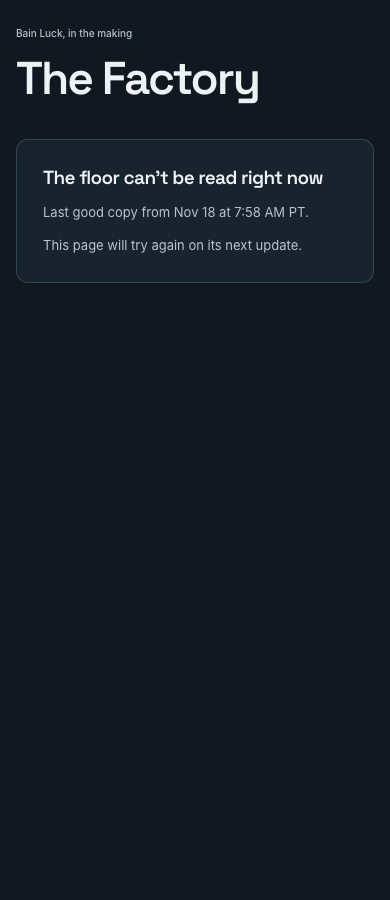 Bain Luck, in the making
The Factory
The floor can’t be read right now
Last good copy from Nov 18 at 7:58 AM PT.
This page will try again on its next update.